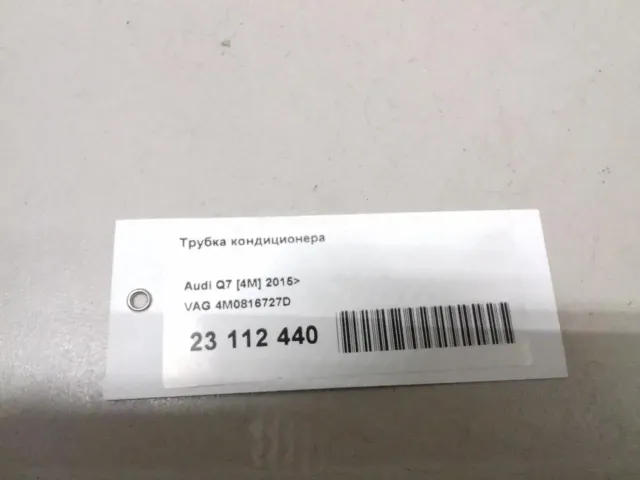 Трубка кондиционера
Audi Q7 [4M] 2015>
VAG 4M0816727D
23 112 440